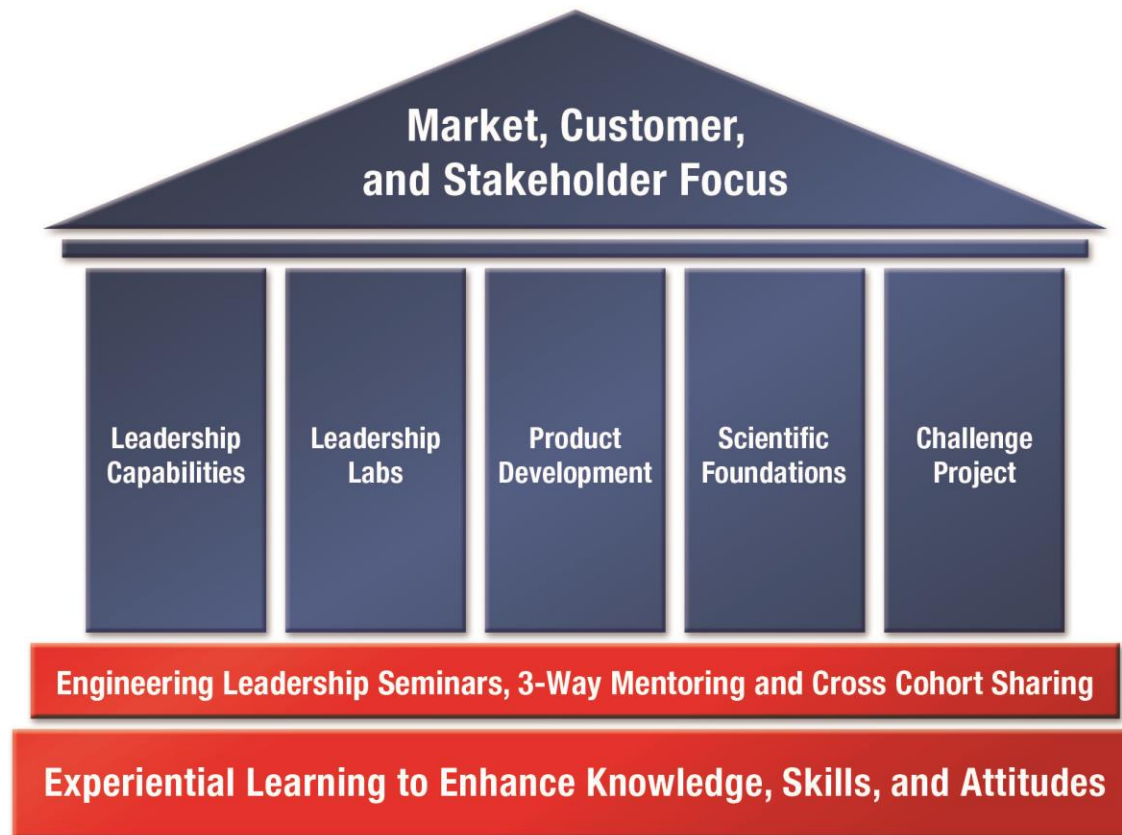 Market, Customer,
and Stakeholder Focus
Leadership
Capabilities
Leadership
Labs
Product
Development
Scientific
Foundations
Challenge
Project
Engineering Leadership Seminars, 3-Way Mentoring and Cross Cohort Sharing
Experiential Learning to Enhance Knowledge, Skills, and Attitudes